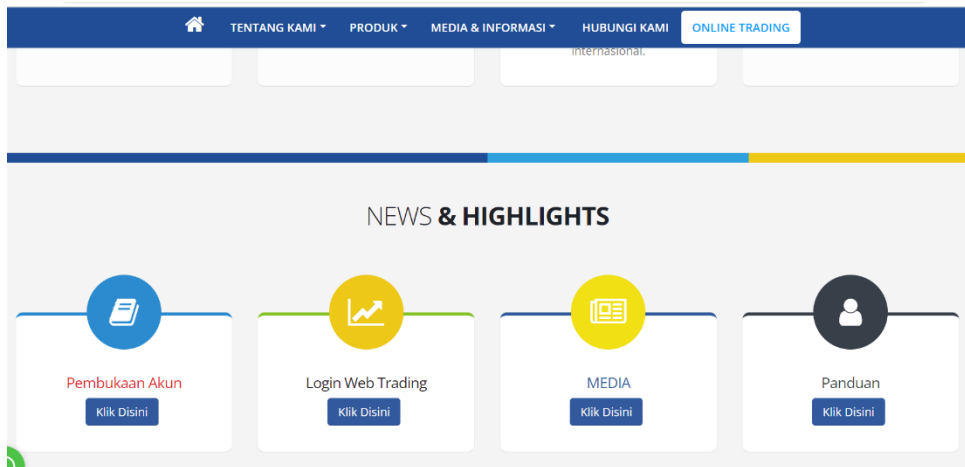 TENTANG KAMI PRODUK MEDIA & INFORMASI HUBUNGI KAMI ONLINE TRADING
internasional.
NEWS & HIGHLIGHTS
Pembukaan Akun Login Web Trading MEDIA Panduan
Klik Disini Klik Disini Klik Disini Klik Disini